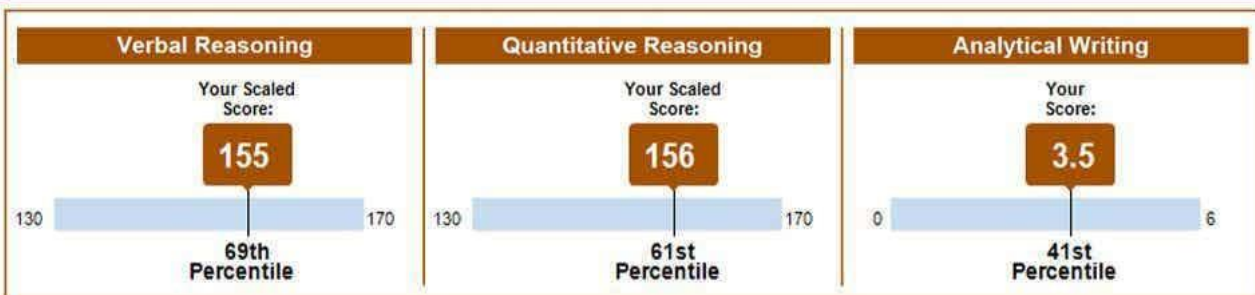 Verbal Reasoning
Your Scaled
Score:
155
130
170
69th
Percentile
Quantitative Reasoning
Your Scaled
Score:
156
130
170
61st
Percentile
Analytical Writing
Your
Score:
3.5
0
6
41st
Percentile